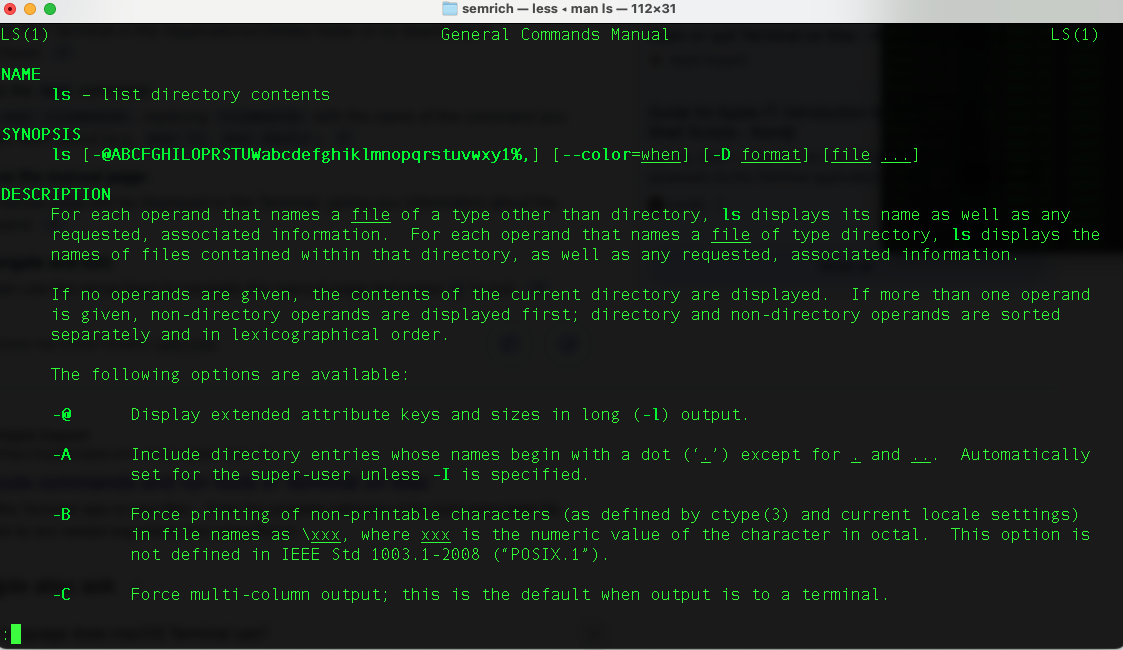 semrich — less ◂ man ls — 112×31
LS(1) General Commands Manual LS(1)
NAME
ls – list directory contents
SYNOPSIS
ls [-@ABCFGHILOPRSTUWabcdefghiklmnopqrstuvwxy1%,] [--color=when] [-D format] [file ...]
DESCRIPTION
For each operand that names a file of a type other than directory, ls displays its name as well as any
requested, associated information.  For each operand that names a file of type directory, ls displays the
names of files contained within that directory, as well as any requested, associated information.
If no operands are given, the contents of the current directory are displayed.  If more than one operand
is given, non-directory operands are displayed first; directory and non-directory operands are sorted
separately and in lexicographical order.
The following options are available:
-@ Display extended attribute keys and sizes in long (-l) output.
-A Include directory entries whose names begin with a dot (‘.’) except for . and ...  Automatically
set for the super-user unless -I is specified.
-B Force printing of non-printable characters (as defined by ctype(3) and current locale settings)
in file names as \xxx, where xxx is the numeric value of the character in octal.  This option is
not defined in IEEE Std 1003.1-2008 (“POSIX.1”).
-C Force multi-column output; this is the default when output is to a terminal.
: